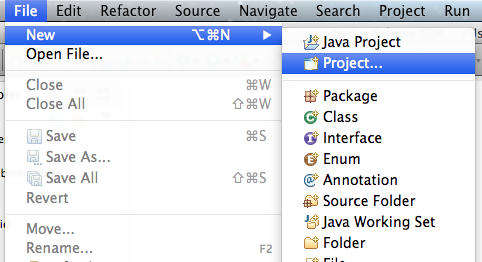 File Edit Refactor Source Navigate Search Project Run
New ⌥⌘N ▶
Open File...
Close ⌘W
Close All ⇧⌘W
Save ⌘S
Save As...
Save All ⇧⌘S
Revert
Move...
Rename... F2
Java Project
Project...
Package
Class
Interface
Enum
Annotation
Source Folder
Java Working Set
Folder